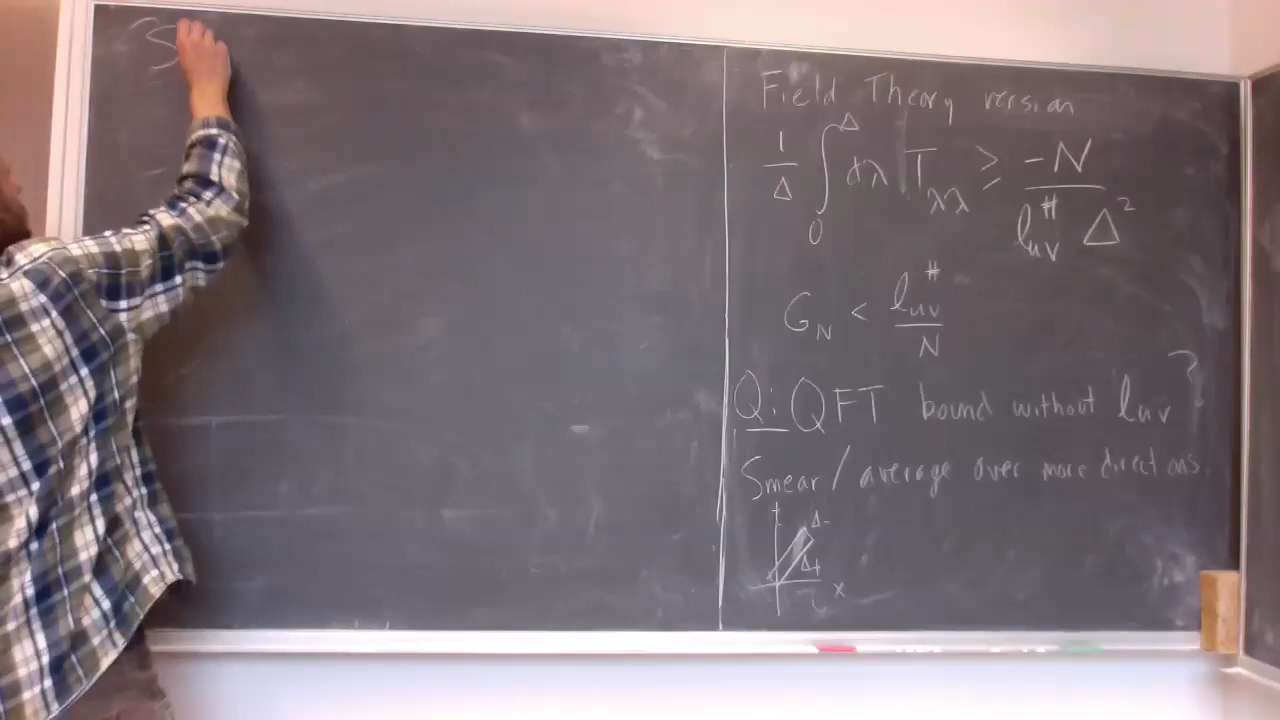 S
Field Theory version
1/Δ ∫₀^Δ dλ T_λλ ≥ -N / (l_uv^# Δ²)
G_N < l_uv^# / N
Q: QFT bound without l_uv ?
Smear / average over more directions
t Δ-
Δ+
x